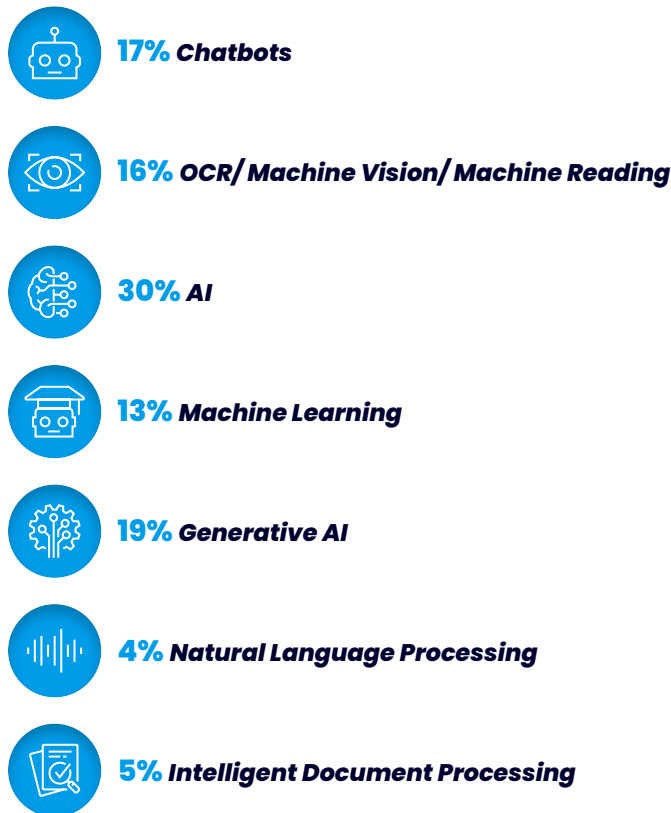 17% Chatbots
16% OCR/ Machine Vision/ Machine Reading
30% AI
13% Machine Learning
19% Generative AI
4% Natural Language Processing
5% Intelligent Document Processing